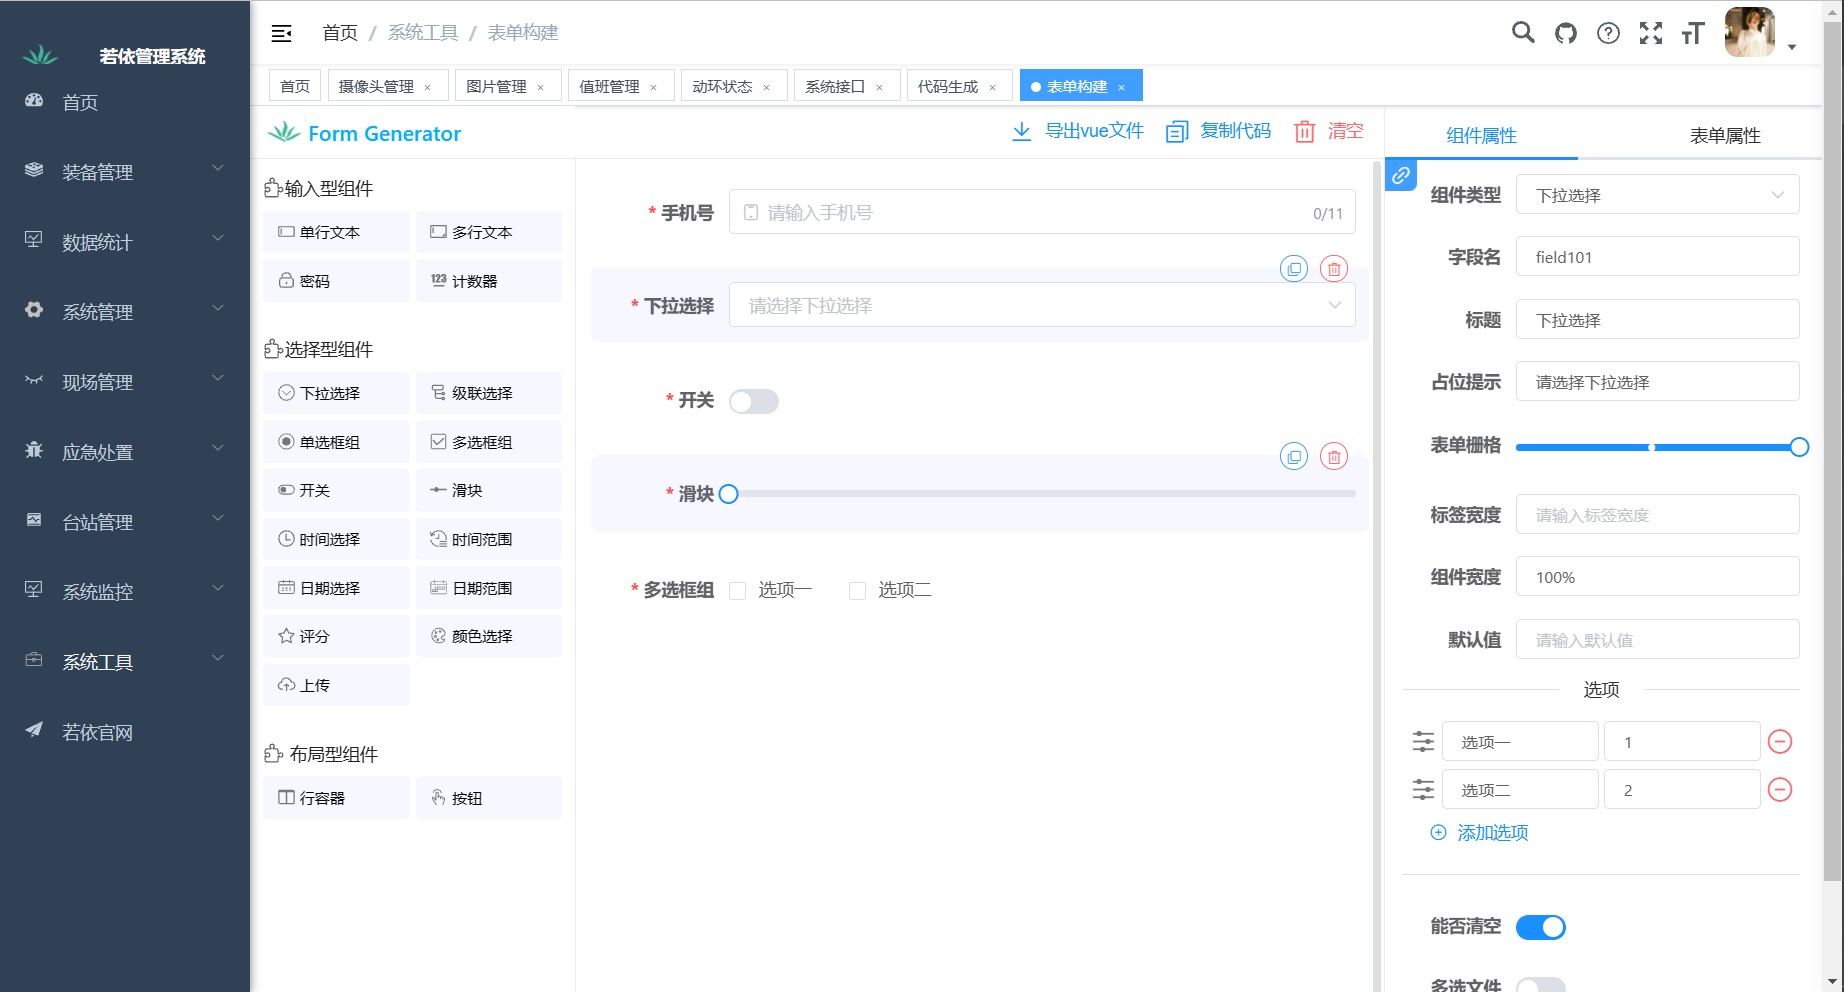 若依管理系统
首页
装备管理
数据统计
系统管理
现场管理
应急处置
台站管理
系统监控
系统工具
若依官网
首页 / 系统工具 / 表单构建
首页
摄像头管理 ×
图片管理 ×
值班管理 ×
动环状态 ×
系统接口 ×
代码生成 ×
表单构建 ×
Form Generator
导出vue文件
复制代码
清空
输入型组件
单行文本
多行文本
密码
123 计数器
选择型组件
下拉选择
级联选择
单选框组
多选框组
开关
滑块
时间选择
时间范围
日期选择
日期范围
评分
颜色选择
上传
布局型组件
行容器
按钮
* 手机号
请输入手机号
0/11
* 下拉选择
请选择下拉选择
* 开关
* 滑块
* 多选框组
选项一
选项二
组件属性
表单属性
组件类型
下拉选择
字段名
field101
标题
下拉选择
占位提示
请选择下拉选择
表单栅格
标签宽度
请输入标签宽度
组件宽度
100%
默认值
请输入默认值
选项
选项一
1
选项二
2
添加选项
能否清空
多选文件